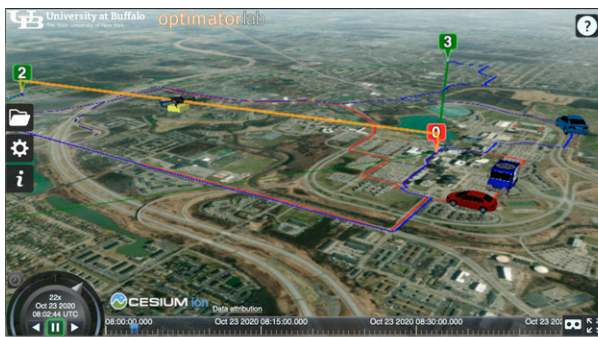 University at Buffalo
The State University of New York
optimatorlab
?
3
2
0
i
22x
Oct 23 2020
08:02:44 UTC
CESIUM ion
Data attribution
08:00:00.000
Oct 23 2020 08:15:00.000
Oct 23 2020 08:30:00.000
Oct 23 202